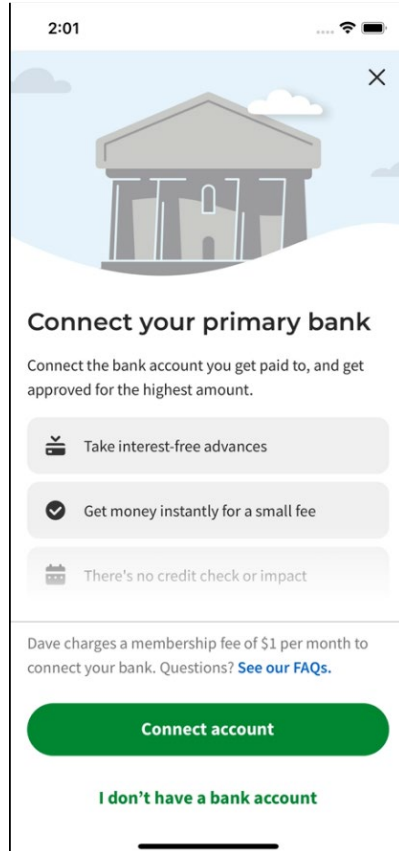 2:01
Connect your primary bank
Connect the bank account you get paid to, and get
approved for the highest amount.
Take interest-free advances
Get money instantly for a small fee
There's no credit check or impact
Dave charges a membership fee of $1 per month to
connect your bank. Questions? See our FAQs.
Connect account
I don't have a bank account